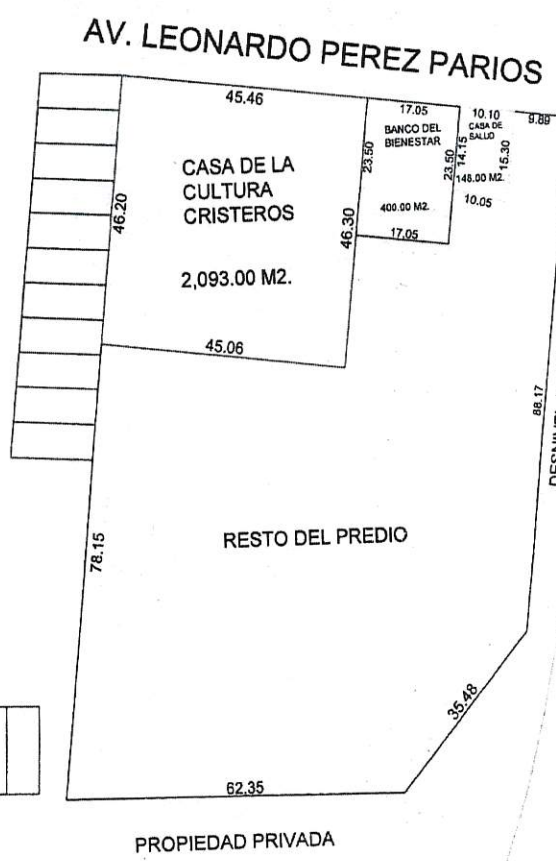 AV. LEONARDO PEREZ PARIOS
45.46
17.05
10.10
9.89
BANCO DEL
BIENESTAR
CASA DE
SALUD
23.50
23.50
14.15
15.30
CASA DE LA
CULTURA
CRISTEROS
148.00 M2.
46.20
400.00 M2.
10.05
46.30
17.05
2,093.00 M2.
45.06
88.17
78.15
RESTO DEL PREDIO
35.48
62.35
PROPIEDAD PRIVADA